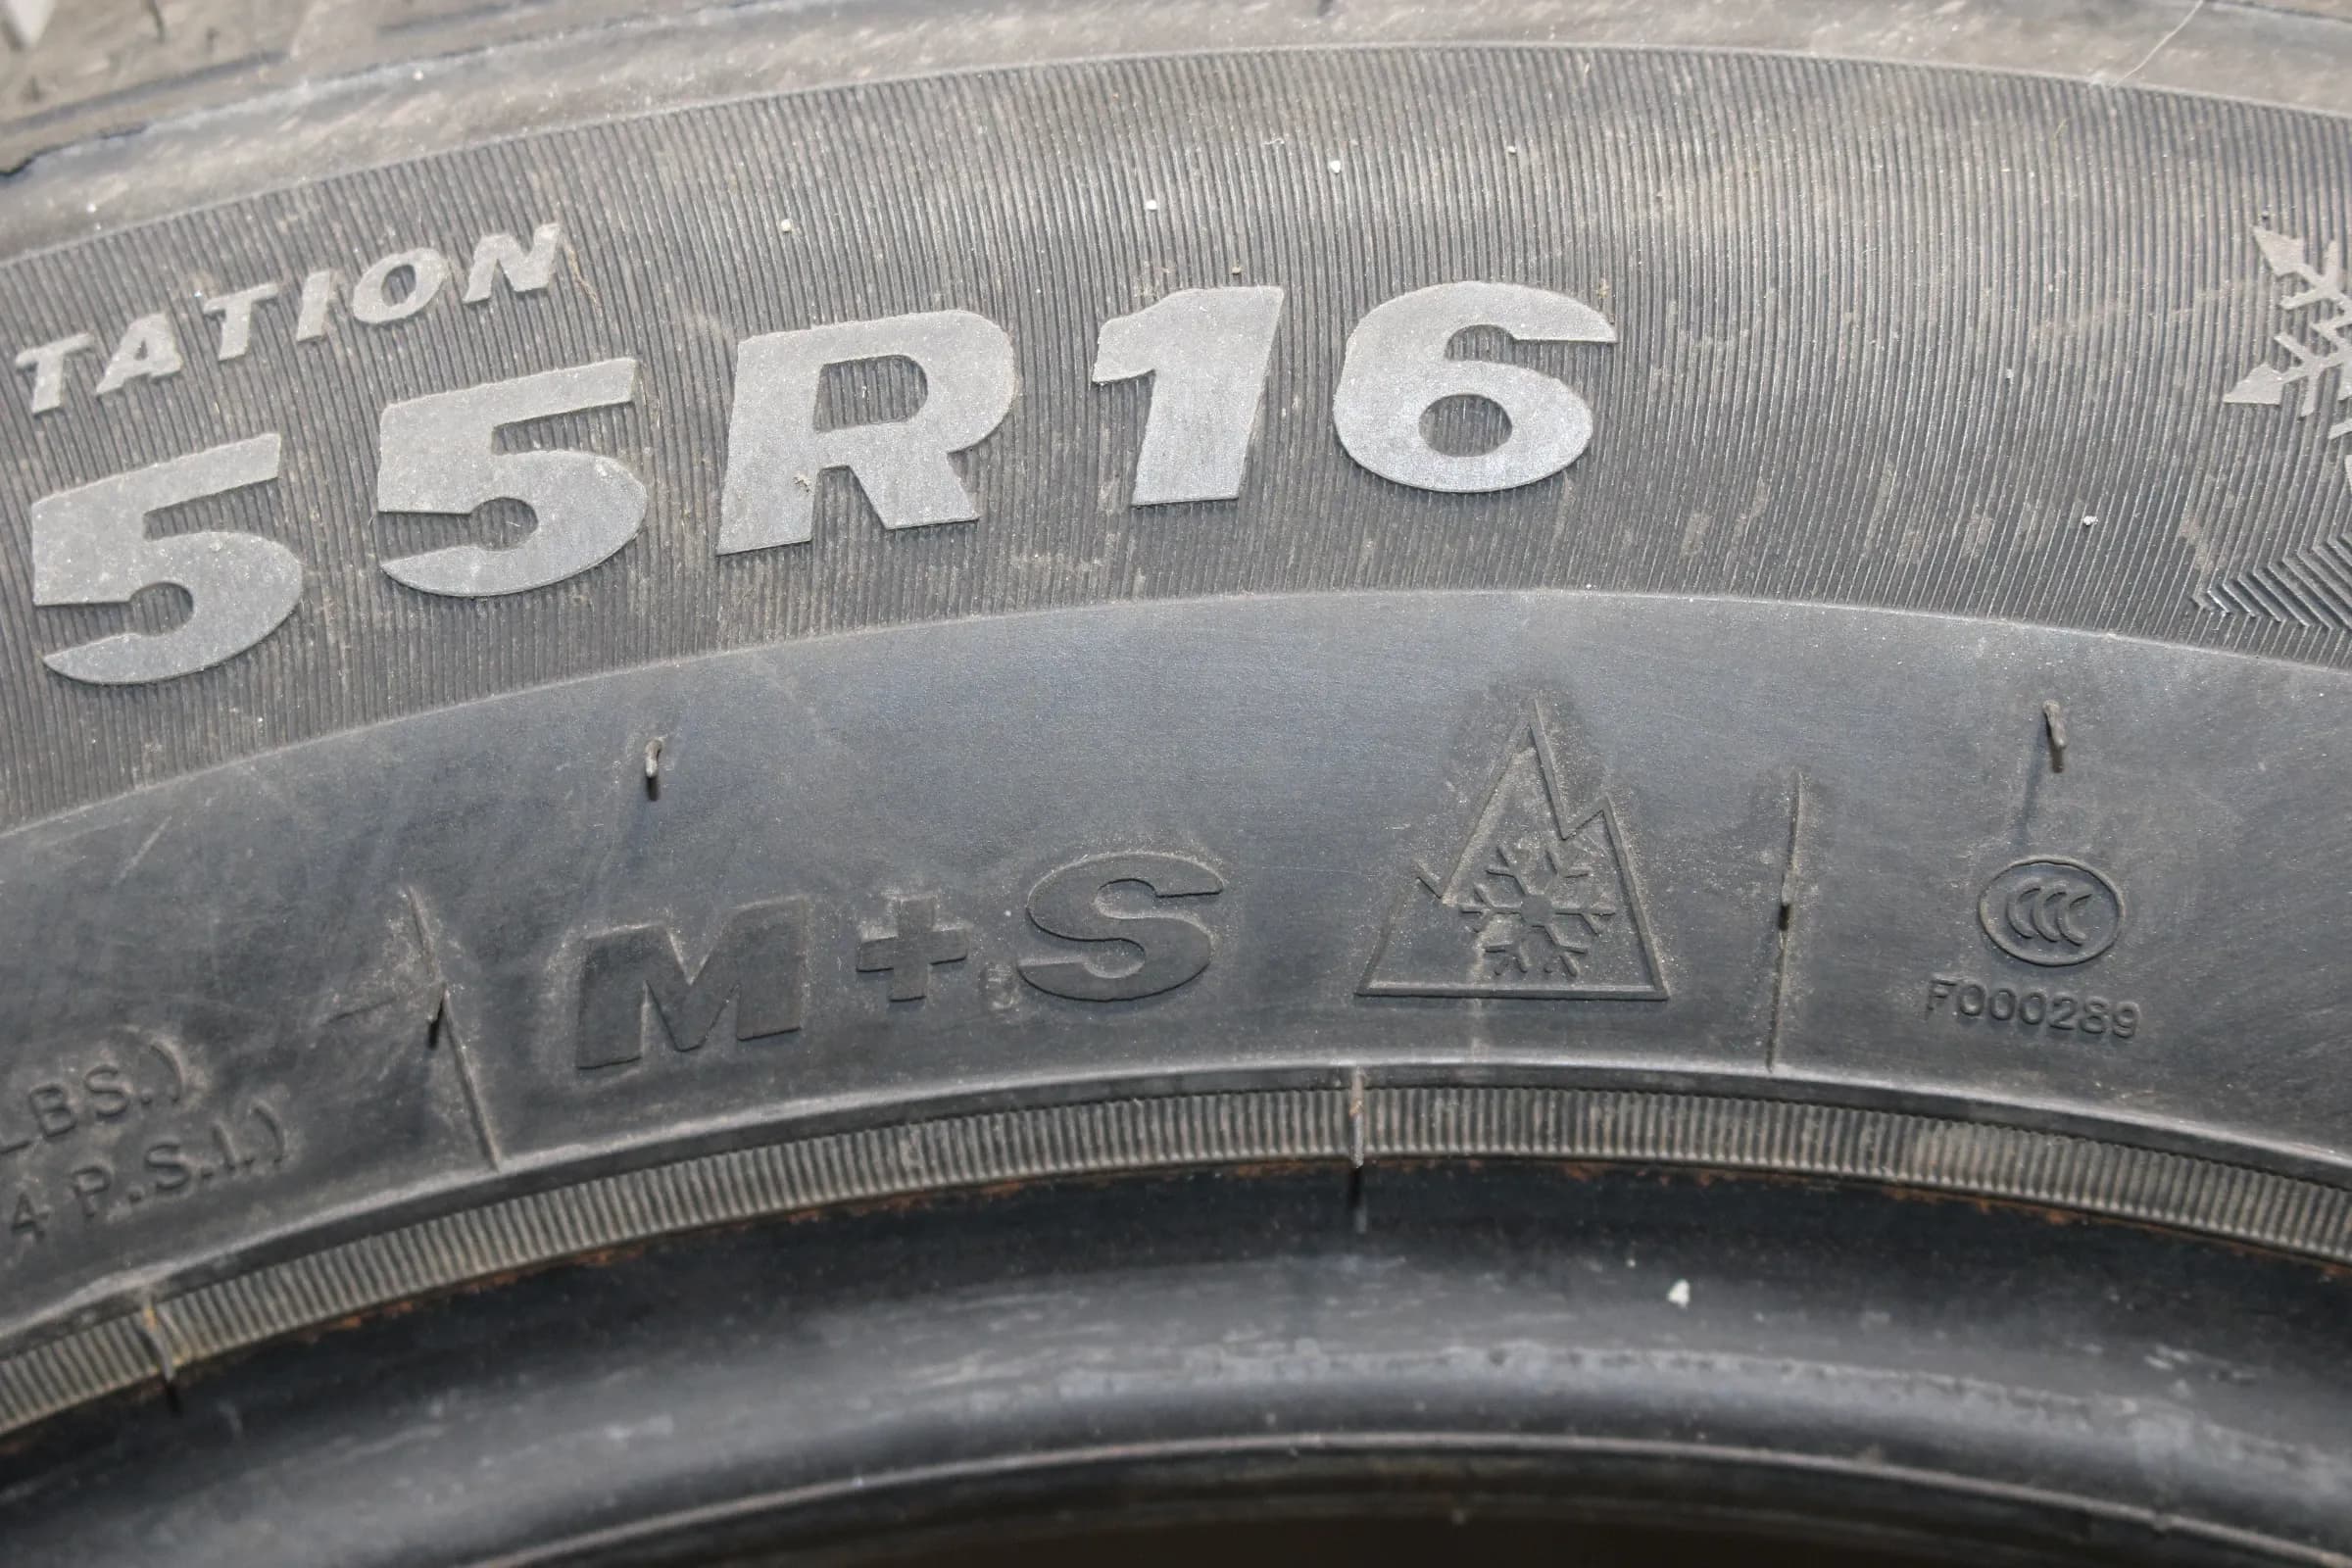 TATION
55R16
M+S
CCC
F000289
LBS.)
4 P.S.I.)